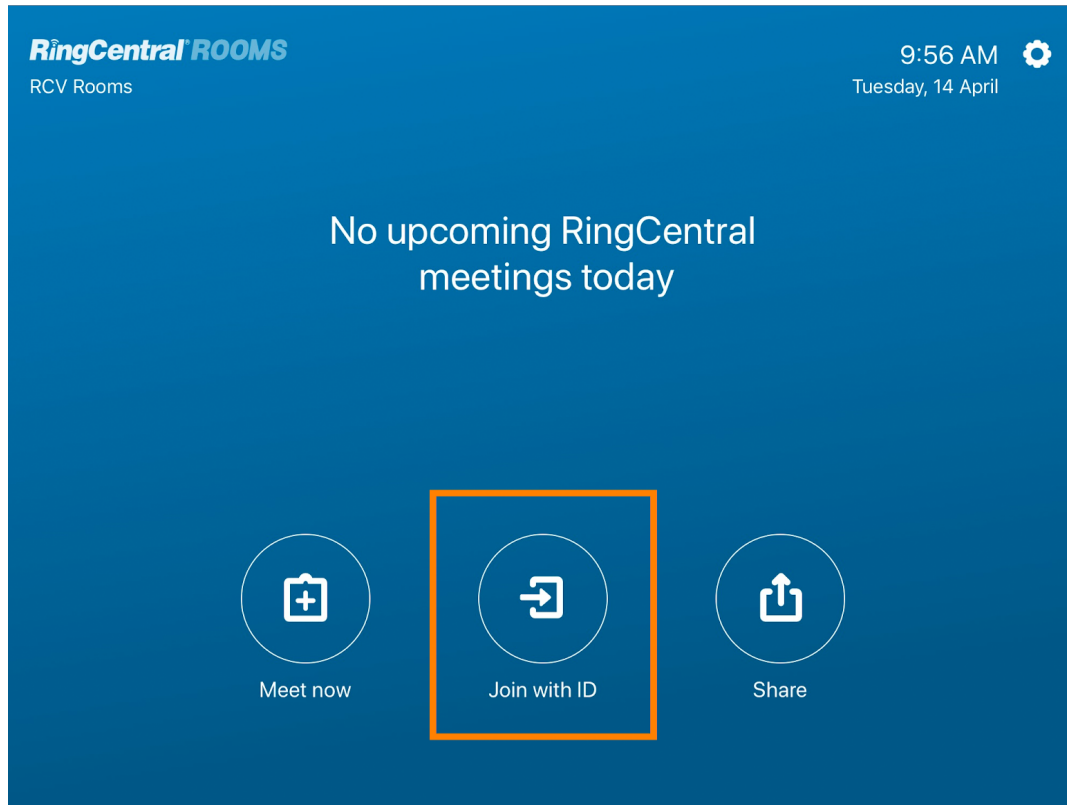 RingCentral® ROOMS
RCV Rooms
9:56 AM
Tuesday, 14 April
No upcoming RingCentral
meetings today
Meet now
Join with ID
Share